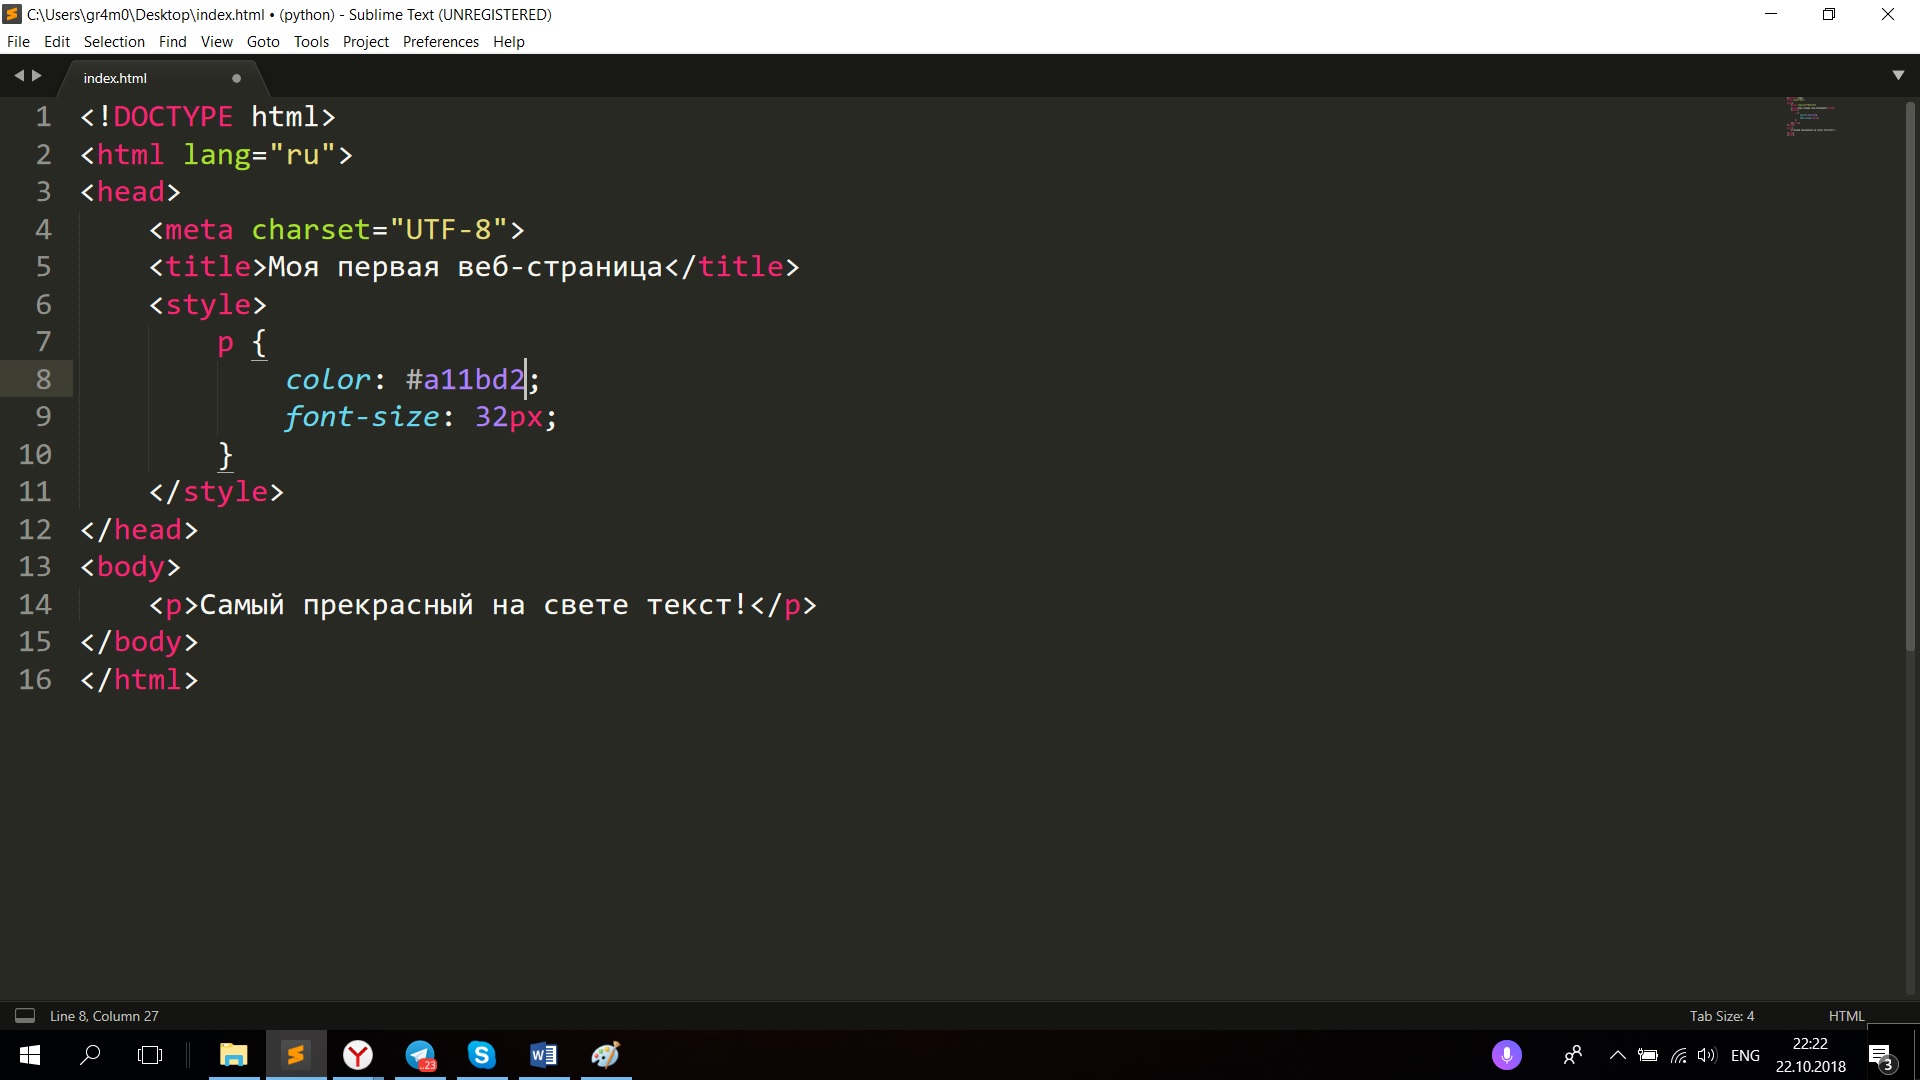 C:\Users\gr4m0\Desktop\index.html • (python) - Sublime Text (UNREGISTERED)
File Edit Selection Find View Goto Tools Project Preferences Help
index.html
1 <!DOCTYPE html>
2 <html lang="ru">
3 <head>
4 <meta charset="UTF-8">
5 <title>Моя первая веб-страница</title>
6 <style>
7 p {
8 color: #a11bd2;
9 font-size: 32px;
10 }
11 </style>
12 </head>
13 <body>
14 <p>Самый прекрасный на свете текст!</p>
15 </body>
16 </html>
Line 8, Column 27
Tab Size: 4
HTML
..23
ENG
22:22
22.10.2018
3